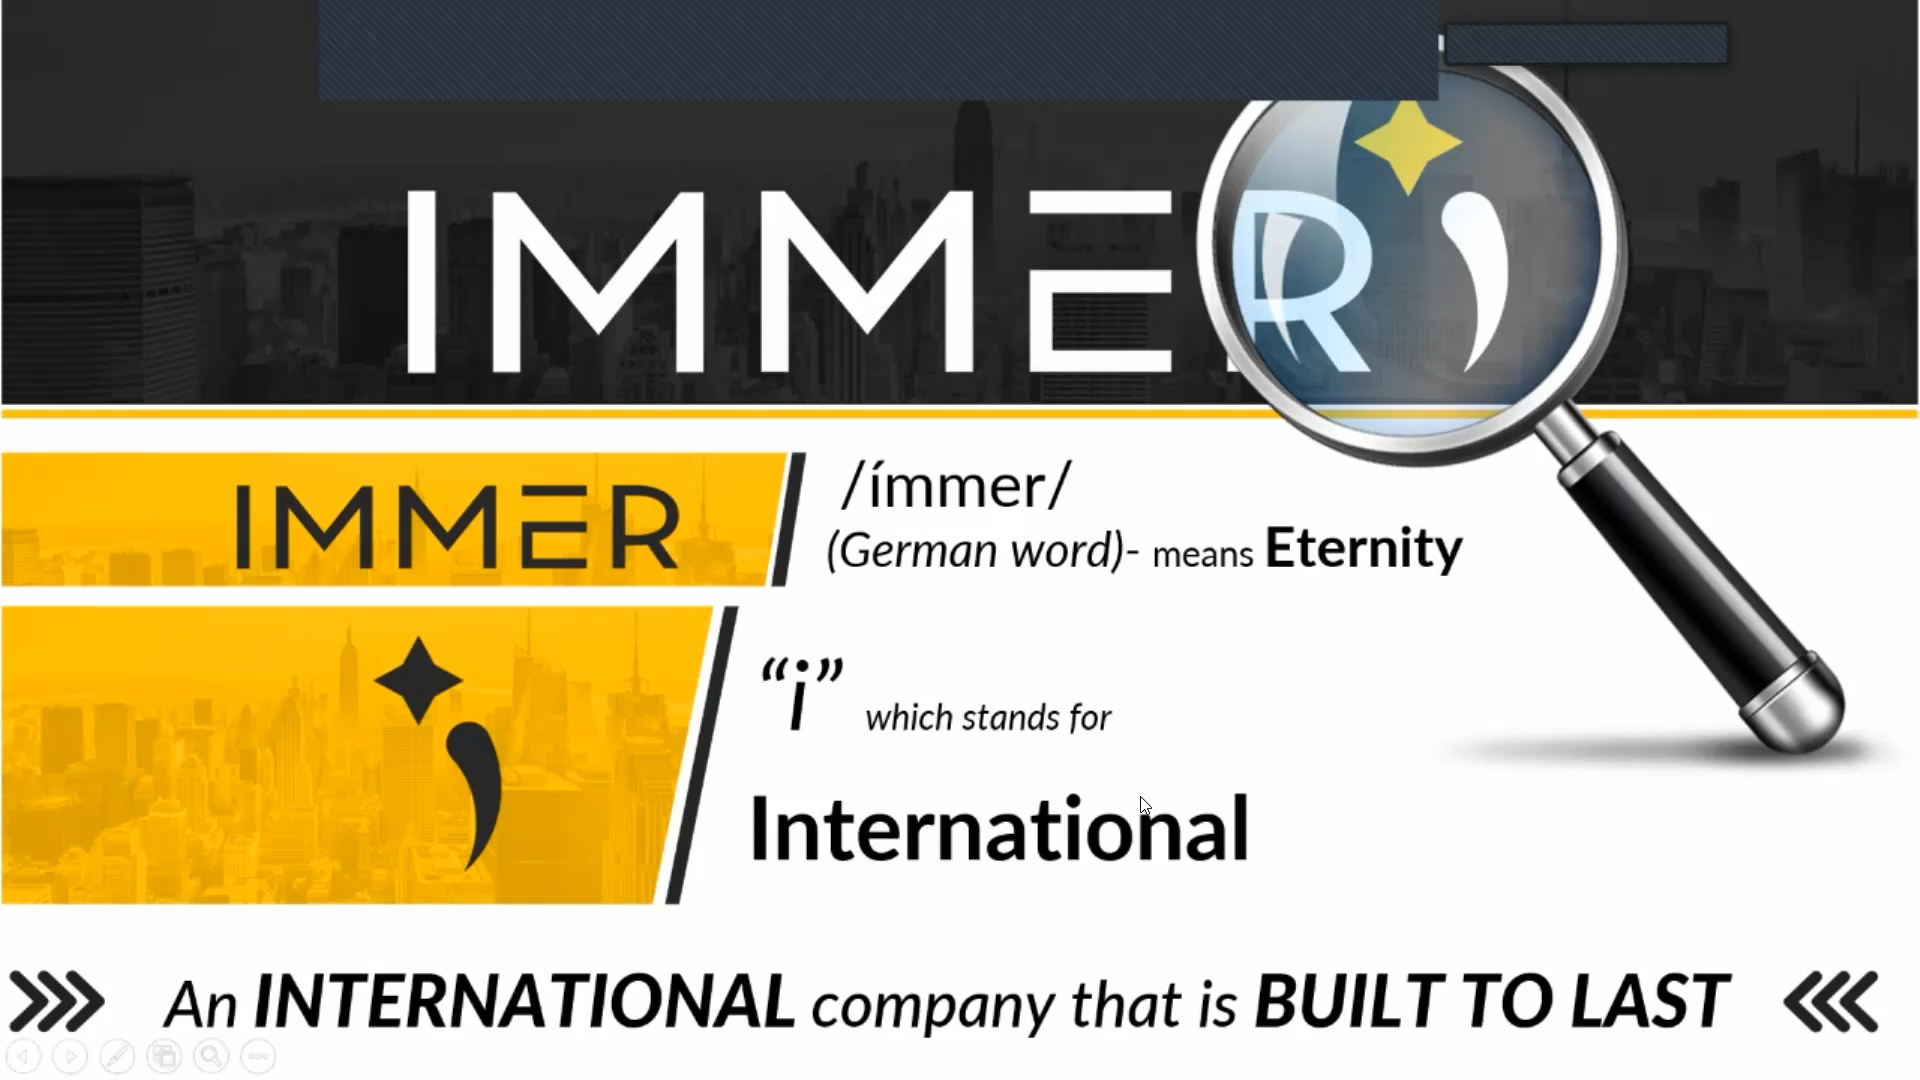 IMMER
IMMER
/ímmer/
(German word)- means Eternity
“i” which stands for
International
An INTERNATIONAL company that is BUILT TO LAST